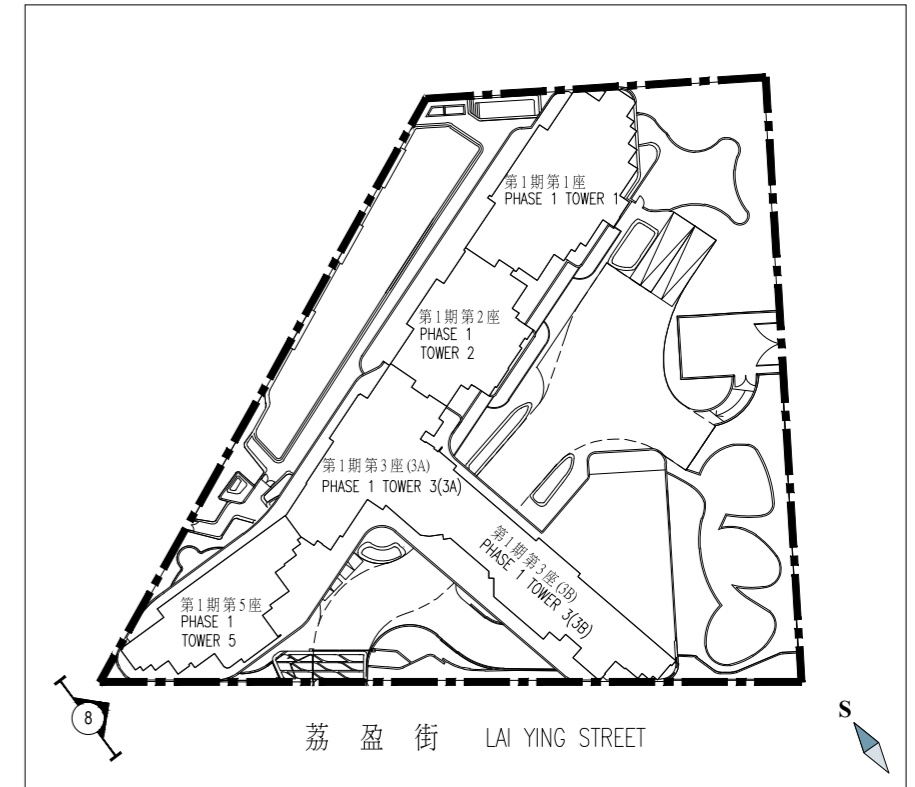 第1期第1座
PHASE 1 TOWER 1
第1期第2座
PHASE 1
TOWER 2
第1期第3座(3A)
PHASE 1 TOWER 3(3A)
第1期第3座(3B)
PHASE 1 TOWER 3(3B)
第1期第5座
PHASE 1
TOWER 5
8
荔盈街 LAI YING STREET
S